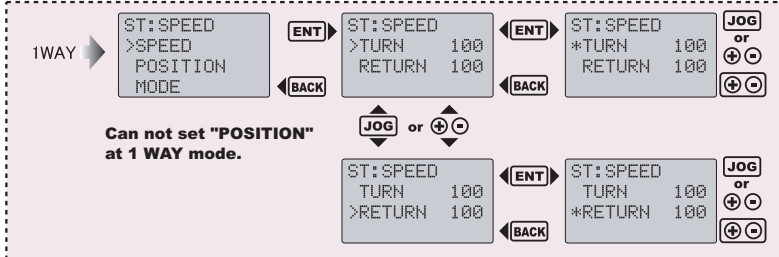 1WAY
ST:SPEED
>SPEED
POSITION
MODE
ENT
BACK
ST:SPEED
>TURN 100
RETURN 100
ENT
BACK
ST:SPEED
*TURN 100
RETURN 100
JOG
or
⊕⊖
⊕⊖
Can not set "POSITION"
at 1 WAY mode.
JOG or ⊕⊖
ST:SPEED
TURN 100
>RETURN 100
ENT
BACK
ST:SPEED
TURN 100
*RETURN 100
JOG
or
⊕⊖
⊕⊖